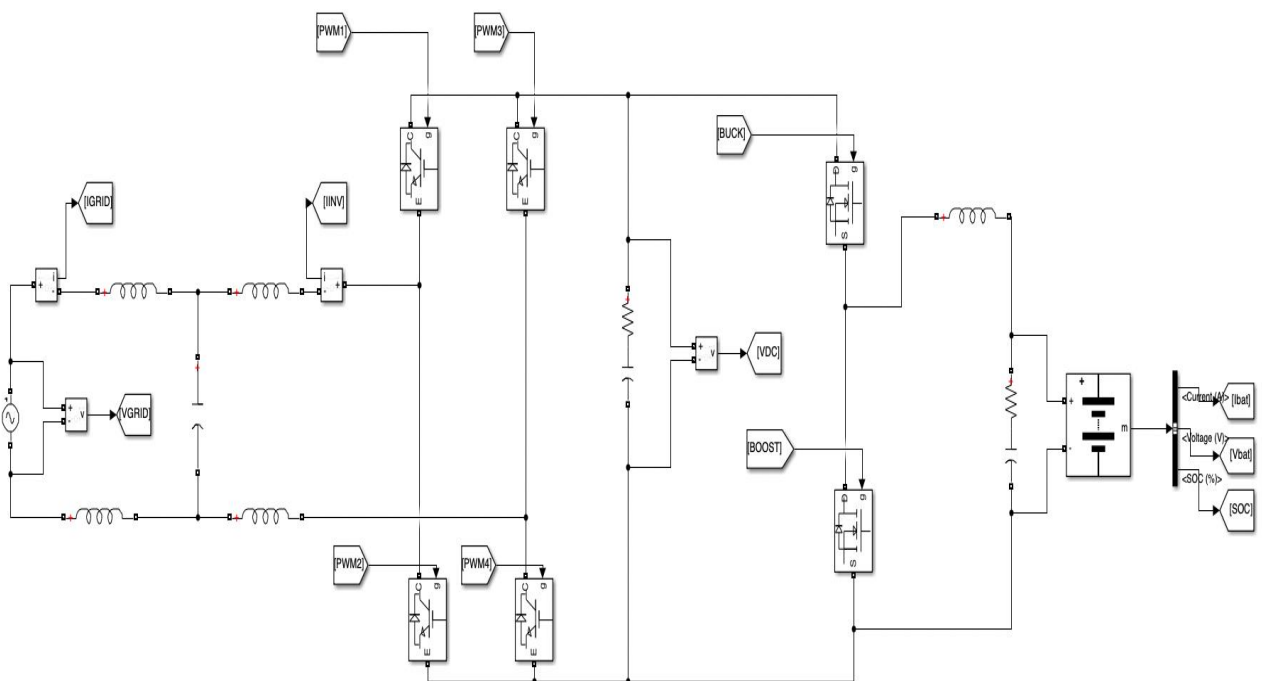 [PWM1]
[PWM3]
C
g
E
C
g
E
[BUCK]
D
g
S
[IGRID]
[IINV]
i
+
-
i
+
-
[VGRID]
+
-
v
[VDC]
+
-
v
[BOOST]
D
g
S
[PWM2]
[PWM4]
C
g
E
C
g
E
+
+
-
m
<Current (A)>
[Ibat]
<Voltage (V)>
[Vbat]
<SOC (%)>
[SOC]